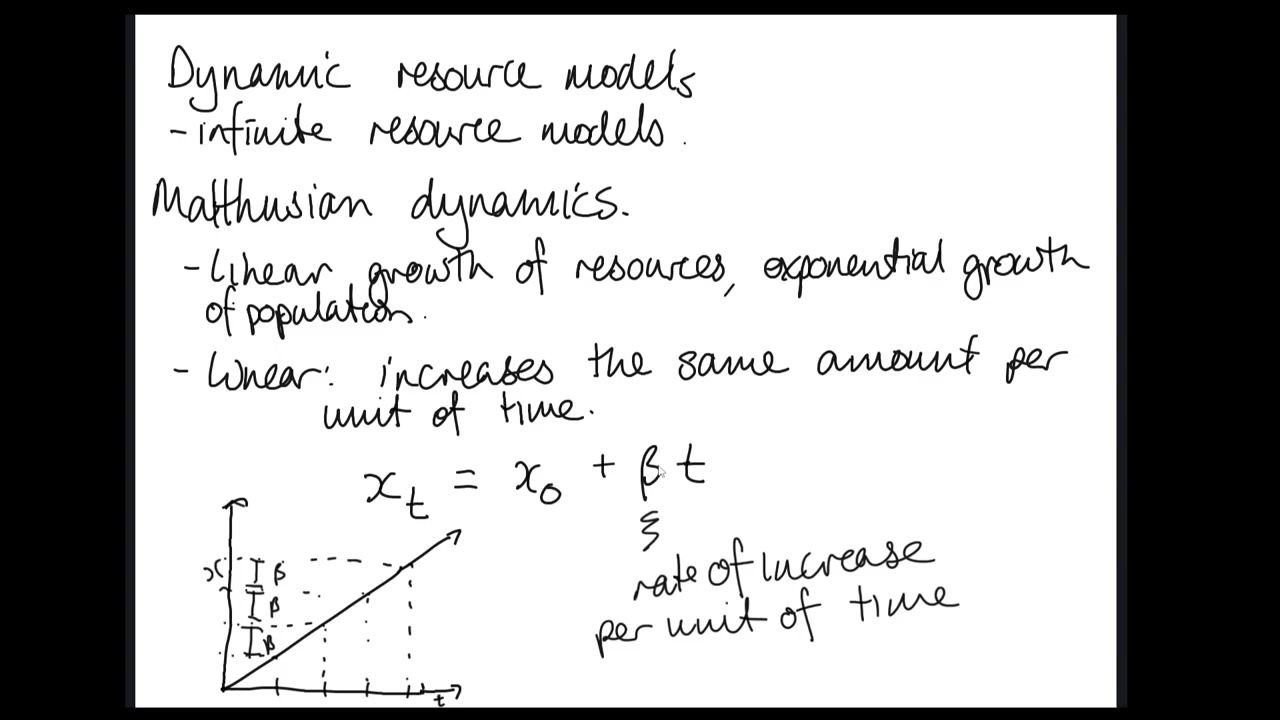 Dynamic resource models
- infinite resource models.
Malthusian dynamics.
- Linear growth of resources, exponential growth
of population.
- Linear: increases the same amount per
unit of time.
x_t = x_0 + β t
rate of increase
per unit of time
x
β
β
β
t